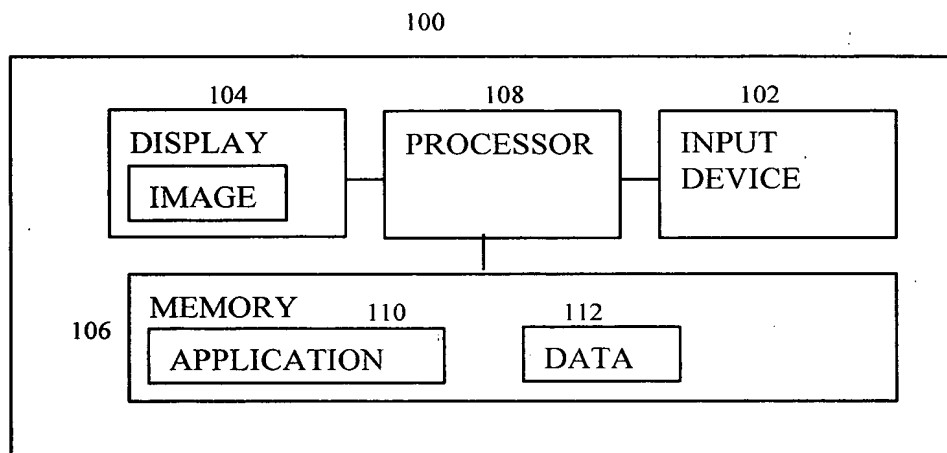 100
104
108
102
DISPLAY
PROCESSOR
INPUT
DEVICE
IMAGE
106
MEMORY
110
112
APPLICATION
DATA